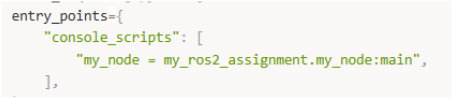 entry_points={
    "console_scripts": [
        "my_node = my_ros2_assignment.my_node:main",
    ],